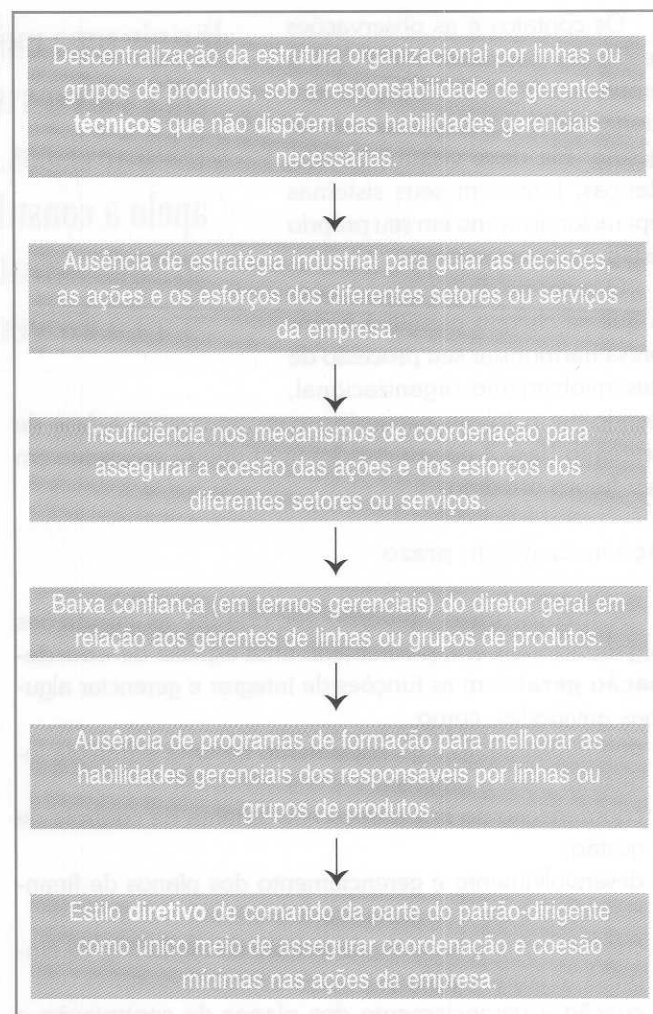 Os contatos e as observações
Descentralização da estrutura organizacional por linhas ou
grupos de produtos, sob a responsabilidade de gerentes
técnicos que não dispõem das habilidades gerenciais
necessárias.
Ausência de estratégia industrial para guiar as decisões,
as ações e os esforços dos diferentes setores ou serviços
da empresa.
Insuficiência nos mecanismos de coordenação para
assegurar a coesão das ações e dos esforços dos
diferentes setores ou serviços.
Baixa confiança (em termos gerenciais) do diretor geral em
relação aos gerentes de linhas ou grupos de produtos.
Ausência de programas de formação para melhorar as
habilidades gerenciais dos responsáveis por linhas ou
grupos de produtos.
Estilo diretivo de comando da parte do patrão-dirigente
como único meio de assegurar coordenação e coesão
mínimas nas ações da empresa.